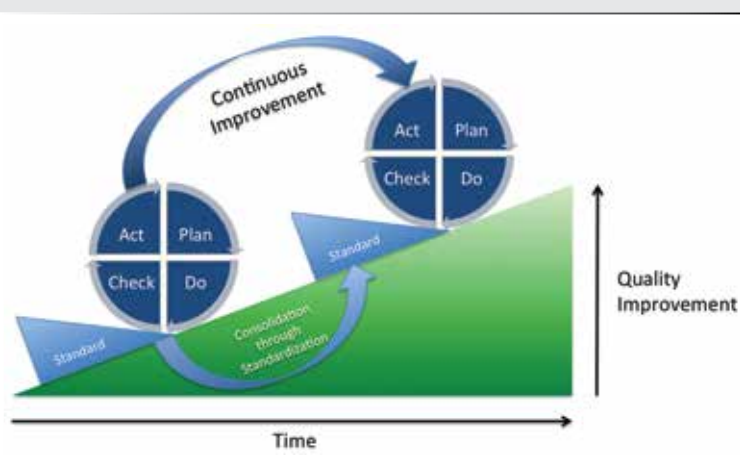 Continuous
Improvement
Act
Plan
Check
Do
Act
Plan
Check
Do
Standard
Standard
Consolidation
through
Standardization
Quality
Improvement
Time